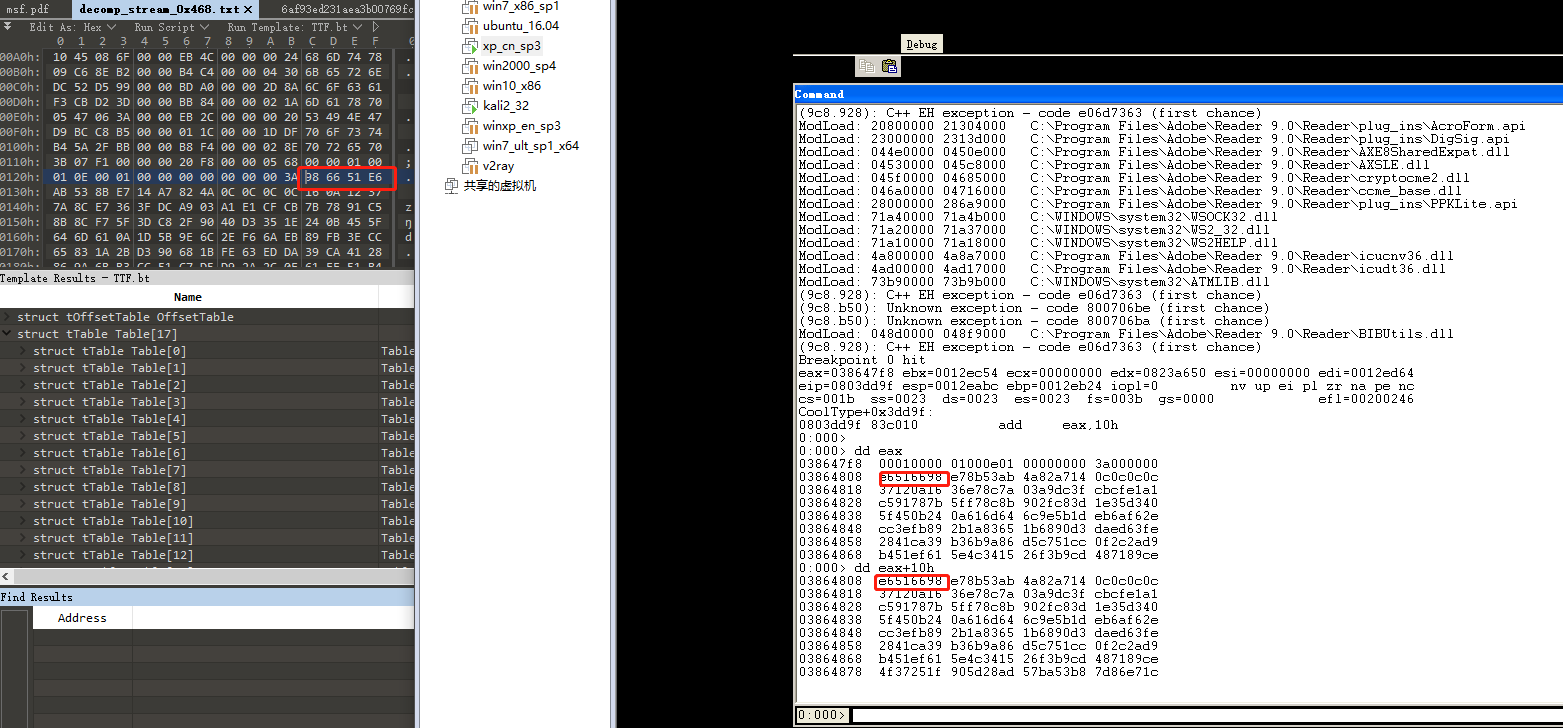 msf.pdf
decomp_stream_0x468.txt ×
6af93ed231aea3b00769fc
Edit As: Hex
Run Script
Run Template: TTF.bt
0 1 2 3 4 5 6 7 8 9 A B C D E F
00A0h: 10 45 08 6F 00 00 EB 4C 00 00 00 24 68 6D 74 78
00B0h: 09 C6 8E B2 00 00 B4 C4 00 00 04 30 6B 65 72 6E
00C0h: DC 52 D5 99 00 00 BD A0 00 00 2D 8A 6C 6F 63 61
00D0h: F3 CB D2 3D 00 00 BB 84 00 00 02 1A 6D 61 78 70
00E0h: 05 47 06 3A 00 00 EB 2C 00 00 00 20 53 49 4E 47
00F0h: D9 BC C8 B5 00 00 01 1C 00 00 1D DF 70 6F 73 74
0100h: B4 5A 2F BB 00 00 B8 F4 00 00 02 8E 70 72 65 70
0110h: 3B 07 F1 00 00 00 20 F8 00 00 05 68 00 00 01 00
0120h: 01 0E 00 01 00 00 00 00 00 00 00 3A 98 66 51 E6
0130h: AB 53 8B E7 14 A7 82 4A 0C 0C 0C 0C 16 0A 12 37
0140h: 7A 8C E7 36 3F DC A9 03 A1 E1 CF CB 7B 78 91 C5
0150h: 8B 8C F7 5F 3D C8 2F 90 40 D3 35 1E 24 0B 45 5F
0160h: 64 6D 61 0A 1D 5B 9E 6C 2E F6 6A EB 89 FB 3E CC
0170h: 65 83 1A 2B D3 90 68 1B FE 63 ED DA 39 CA 41 28
Template Results - TTF.bt
Name
struct tOffsetTable OffsetTable
struct tTable Table[17]
struct tTable Table[0] Table
struct tTable Table[1] Table
struct tTable Table[2] Table
struct tTable Table[3] Table
struct tTable Table[4] Table
struct tTable Table[5] Table
struct tTable Table[6] Table
struct tTable Table[7] Table
struct tTable Table[8] Table
struct tTable Table[9] Table
struct tTable Table[10] Table
struct tTable Table[11] Table
struct tTable Table[12] Table
Find Results
Address
win7_x86_sp1
ubuntu_16.04
xp_cn_sp3
win2000_sp4
win10_x86
kali2_32
winxp_en_sp3
win7_ult_sp1_x64
v2ray
共享的虚拟机
Debug
Command
(9c8.928): C++ EH exception - code e06d7363 (first chance)
ModLoad: 20800000 21304000 C:\Program Files\Adobe\Reader 9.0\Reader\plug_ins\AcroForm.api
ModLoad: 23000000 2313d000 C:\Program Files\Adobe\Reader 9.0\Reader\plug_ins\DigSig.api
ModLoad: 044e0000 0450e000 C:\Program Files\Adobe\Reader 9.0\Reader\AXE8SharedExpat.dll
ModLoad: 04530000 045c8000 C:\Program Files\Adobe\Reader 9.0\Reader\AXSLE.dll
ModLoad: 045f0000 04685000 C:\Program Files\Adobe\Reader 9.0\Reader\cryptocme2.dll
ModLoad: 046a0000 04716000 C:\Program Files\Adobe\Reader 9.0\Reader\ccme_base.dll
ModLoad: 28000000 286a9000 C:\Program Files\Adobe\Reader 9.0\Reader\plug_ins\PPKLite.api
ModLoad: 71a40000 71a4b000 C:\WINDOWS\system32\WSOCK32.dll
ModLoad: 71a20000 71a37000 C:\WINDOWS\system32\WS2_32.dll
ModLoad: 71a10000 71a18000 C:\WINDOWS\system32\WS2HELP.dll
ModLoad: 4a800000 4a8a7000 C:\Program Files\Adobe\Reader 9.0\Reader\icucnv36.dll
ModLoad: 4ad00000 4ad17000 C:\Program Files\Adobe\Reader 9.0\Reader\icudt36.dll
ModLoad: 73b90000 73b9b000 C:\WINDOWS\system32\ATMLIB.dll
(9c8.928): C++ EH exception - code e06d7363 (first chance)
(9c8.b50): Unknown exception - code 800706be (first chance)
(9c8.b50): Unknown exception - code 800706ba (first chance)
ModLoad: 048d0000 048f9000 C:\Program Files\Adobe\Reader 9.0\Reader\BIBUtils.dll
(9c8.928): C++ EH exception - code e06d7363 (first chance)
Breakpoint 0 hit
eax=038647f8 ebx=0012ec54 ecx=00000000 edx=0823a650 esi=00000000 edi=0012ed64
eip=0803dd9f esp=0012eabc ebp=0012eb24 iopl=0 nv up ei pl zr na pe nc
cs=001b ss=0023 ds=0023 es=0023 fs=003b gs=0000 efl=00200246
CoolType+0x3dd9f:
0803dd9f 83c010 add eax,10h
0:000>
0:000> dd eax
038647f8 00010000 01000e01 00000000 3a000000
03864808 e6516698 e78b53ab 4a82a714 0c0c0c0c
03864818 37120a16 36e78c7a 03a9dc3f cbcfe1a1
03864828 c591787b 5ff78c8b 902fc83d 1e35d340
03864838 5f450b24 0a616d64 6c9e5b1d eb6af62e
03864848 cc3efb89 2b1a8365 1b6890d3 daed63fe
03864858 2841ca39 b36b9a86 d5c751cc 0f2c2ad9
03864868 b451ef61 5e4c3415 26f3b9cd 487189ce
0:000> dd eax+10h
03864808 e6516698 e78b53ab 4a82a714 0c0c0c0c
03864818 37120a16 36e78c7a 03a9dc3f cbcfe1a1
03864828 c591787b 5ff78c8b 902fc83d 1e35d340
03864838 5f450b24 0a616d64 6c9e5b1d eb6af62e
03864848 cc3efb89 2b1a8365 1b6890d3 daed63fe
03864858 2841ca39 b36b9a86 d5c751cc 0f2c2ad9
03864868 b451ef61 5e4c3415 26f3b9cd 487189ce
03864878 4f37251f 905d28ad 57ba53b8 7d86e71c
0:000>